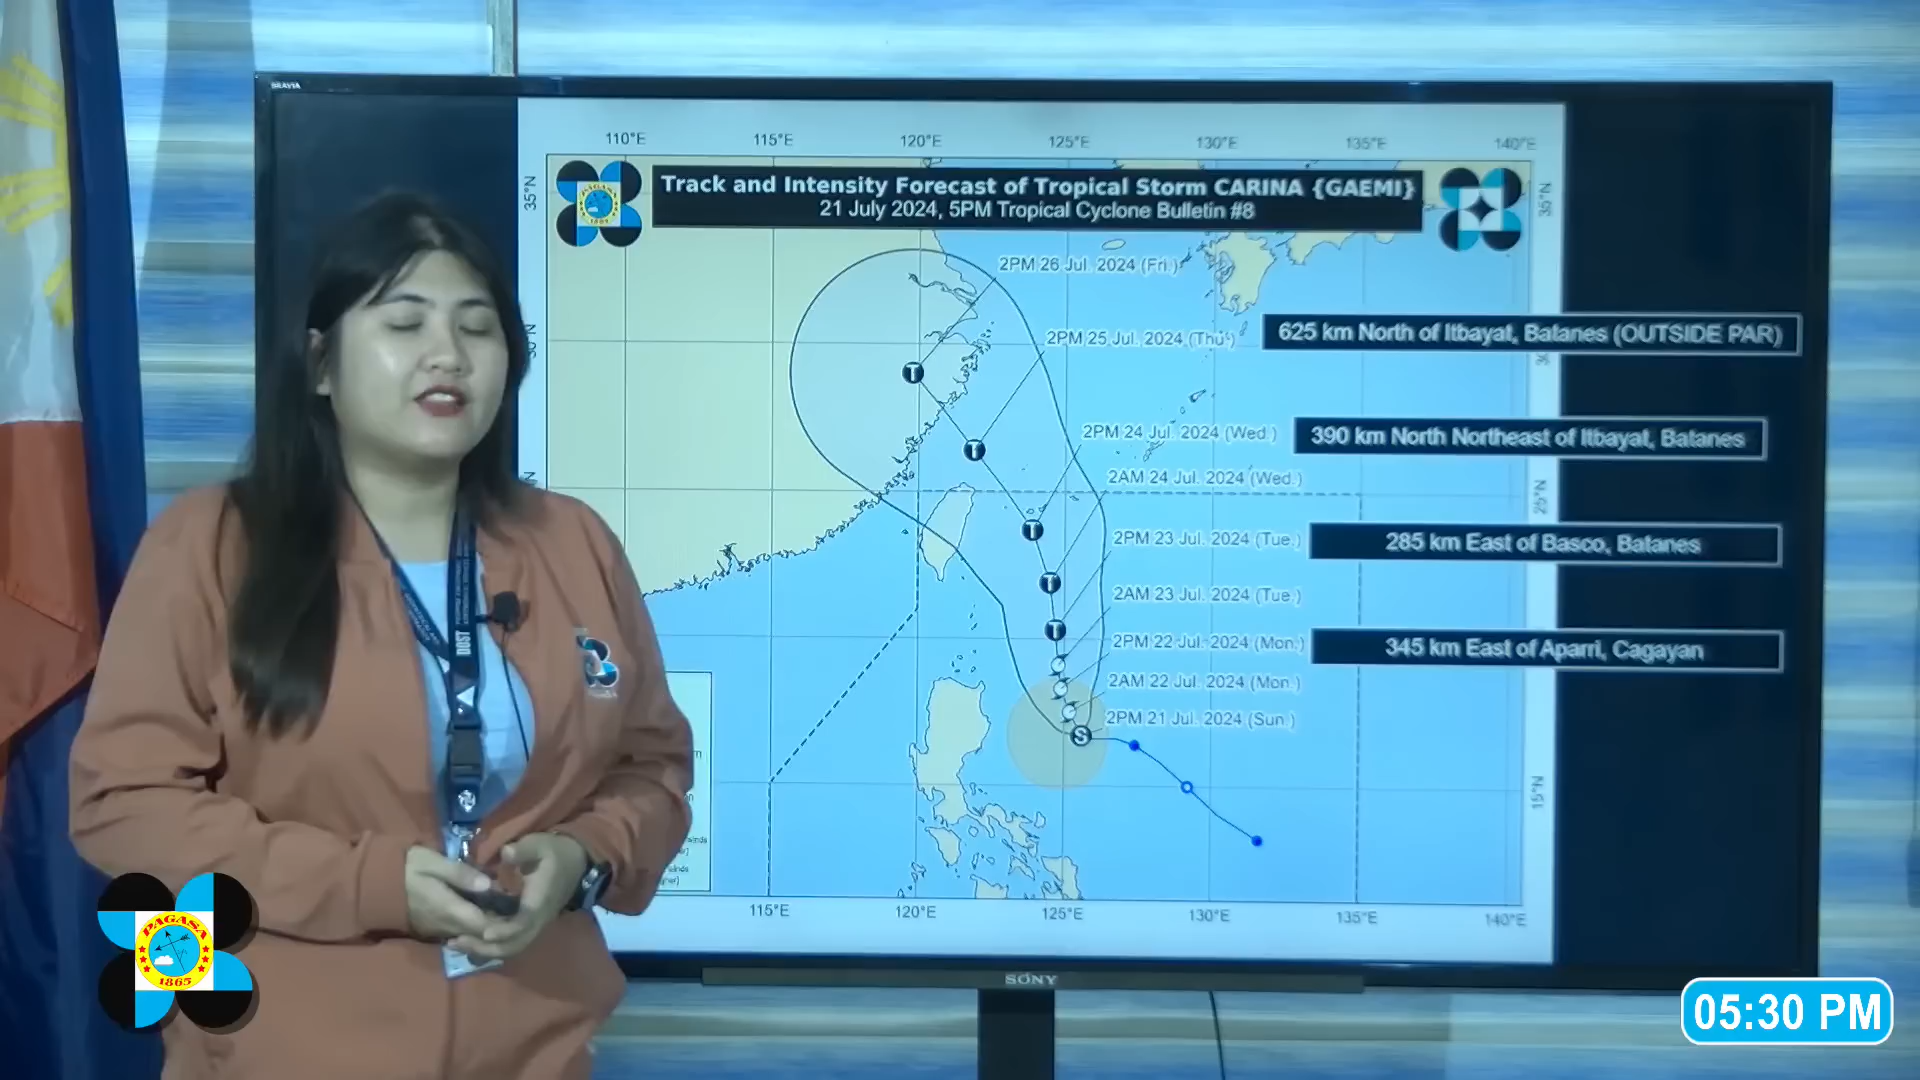 BRAVIA
110°E 115°E 120°E 125°E 130°E 135°E 140°E
35°N
35°N
Track and Intensity Forecast of Tropical Storm CARINA {GAEMI}
21 July 2024, 5PM Tropical Cyclone Bulletin #8
PAGASA
2PM 26 Jul. 2024 (Fri.)
2PM 25 Jul. 2024 (Thu.)
625 km North of Itbayat, Batanes (OUTSIDE PAR)
T
T
2PM 24 Jul. 2024 (Wed.)
390 km North Northeast of Itbayat, Batanes
2AM 24 Jul. 2024 (Wed.)
25°N
T
2PM 23 Jul. 2024 (Tue.)
285 km East of Basco, Batanes
T
2AM 23 Jul. 2024 (Tue.)
T
2PM 22 Jul. 2024 (Mon.)
345 km East of Aparri, Cagayan
2AM 22 Jul. 2024 (Mon.)
2PM 21 Jul. 2024 (Sun.)
S
15°N
DOST
115°E 120°E 125°E 130°E 135°E 140°E
SONY
PAGASA
1865
05:30 PM